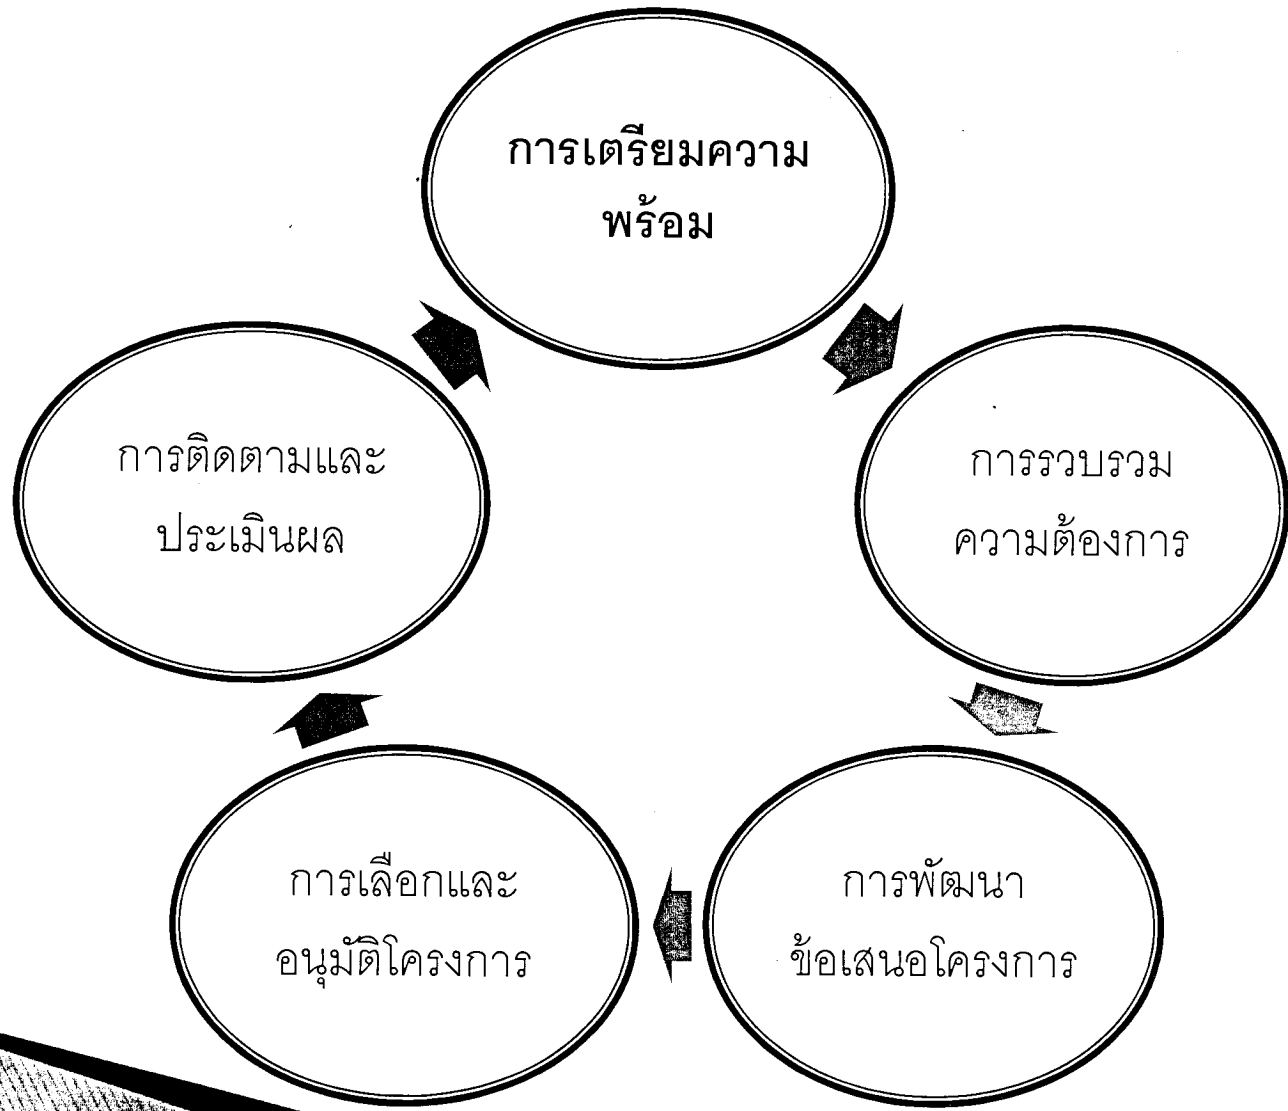 การเตรียมความ
พร้อม
การรวบรวม
ความต้องการ
การพัฒนา
ข้อเสนอโครงการ
การเลือกและ
อนุมัติโครงการ
การติดตามและ
ประเมินผล